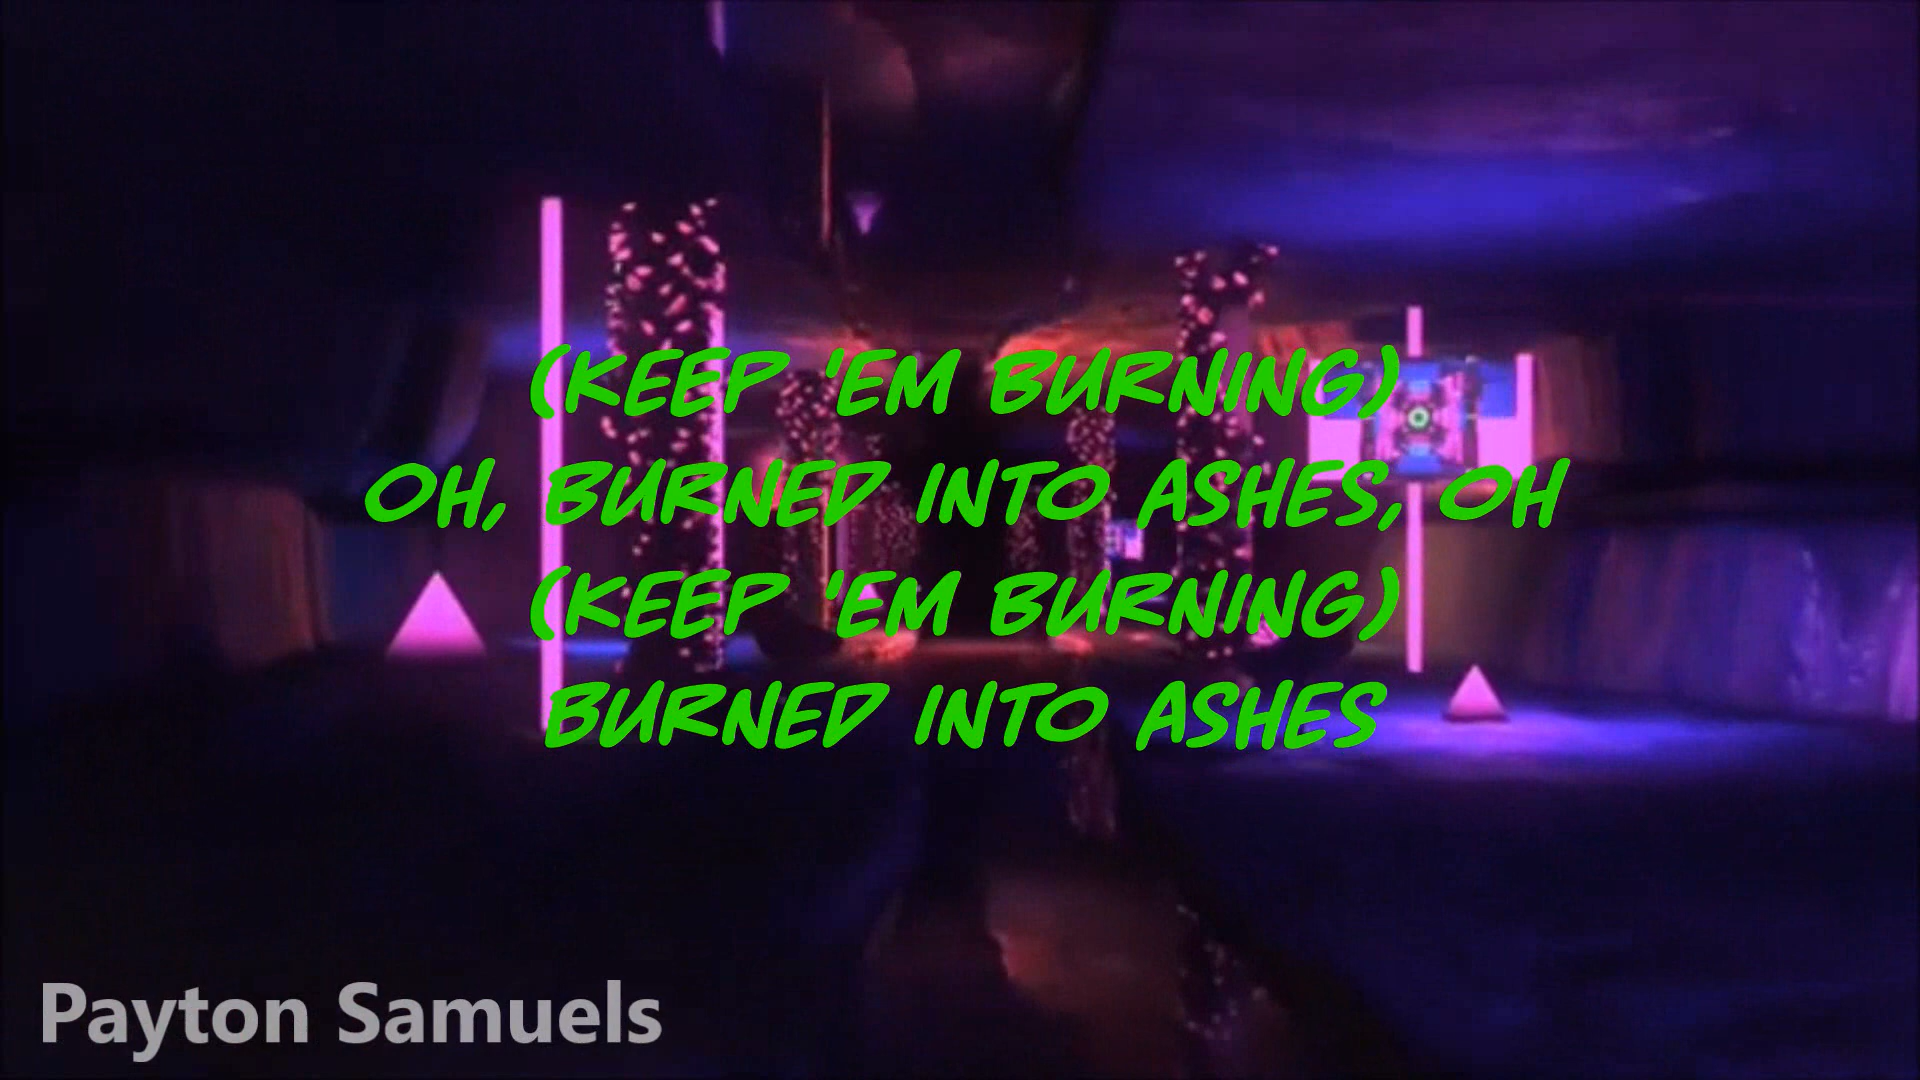 (KEEP 'EM BURNING)
OH, BURNED INTO ASHES, OH
(KEEP 'EM BURNING)
BURNED INTO ASHES
Payton Samuels